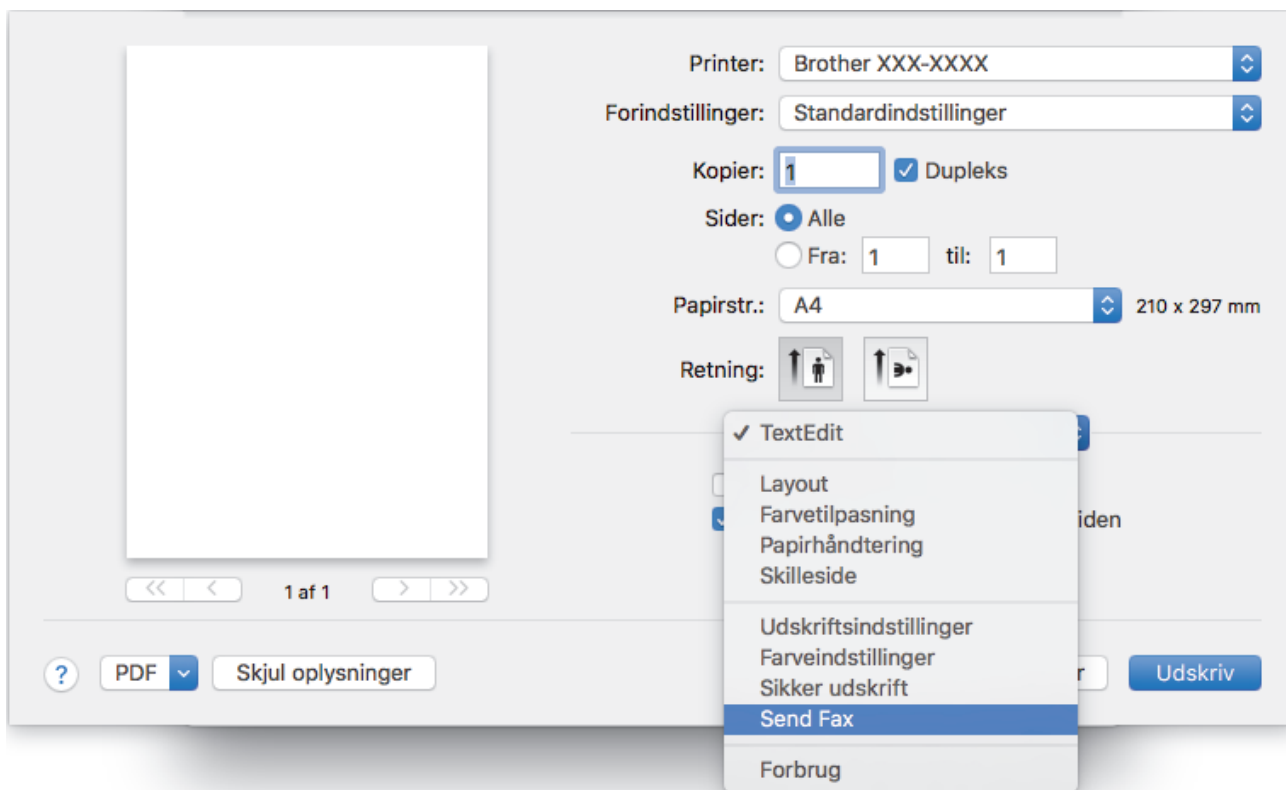 Printer: Brother XXX-XXXX
Forindstillinger: Standardindstillinger
Kopier: 1 Dupleks
Sider: Alle
Fra: 1 til: 1
Papirstr.: A4 210 x 297 mm
Retning:
✓ TextEdit
Layout
Farvetilpasning
iden
Papirhåndtering
Skilleside
1 af 1
Udskriftsindstillinger
Farveindstillinger
? PDF Skjul oplysninger r Udskriv
Sikker udskrift
Send Fax
Forbrug